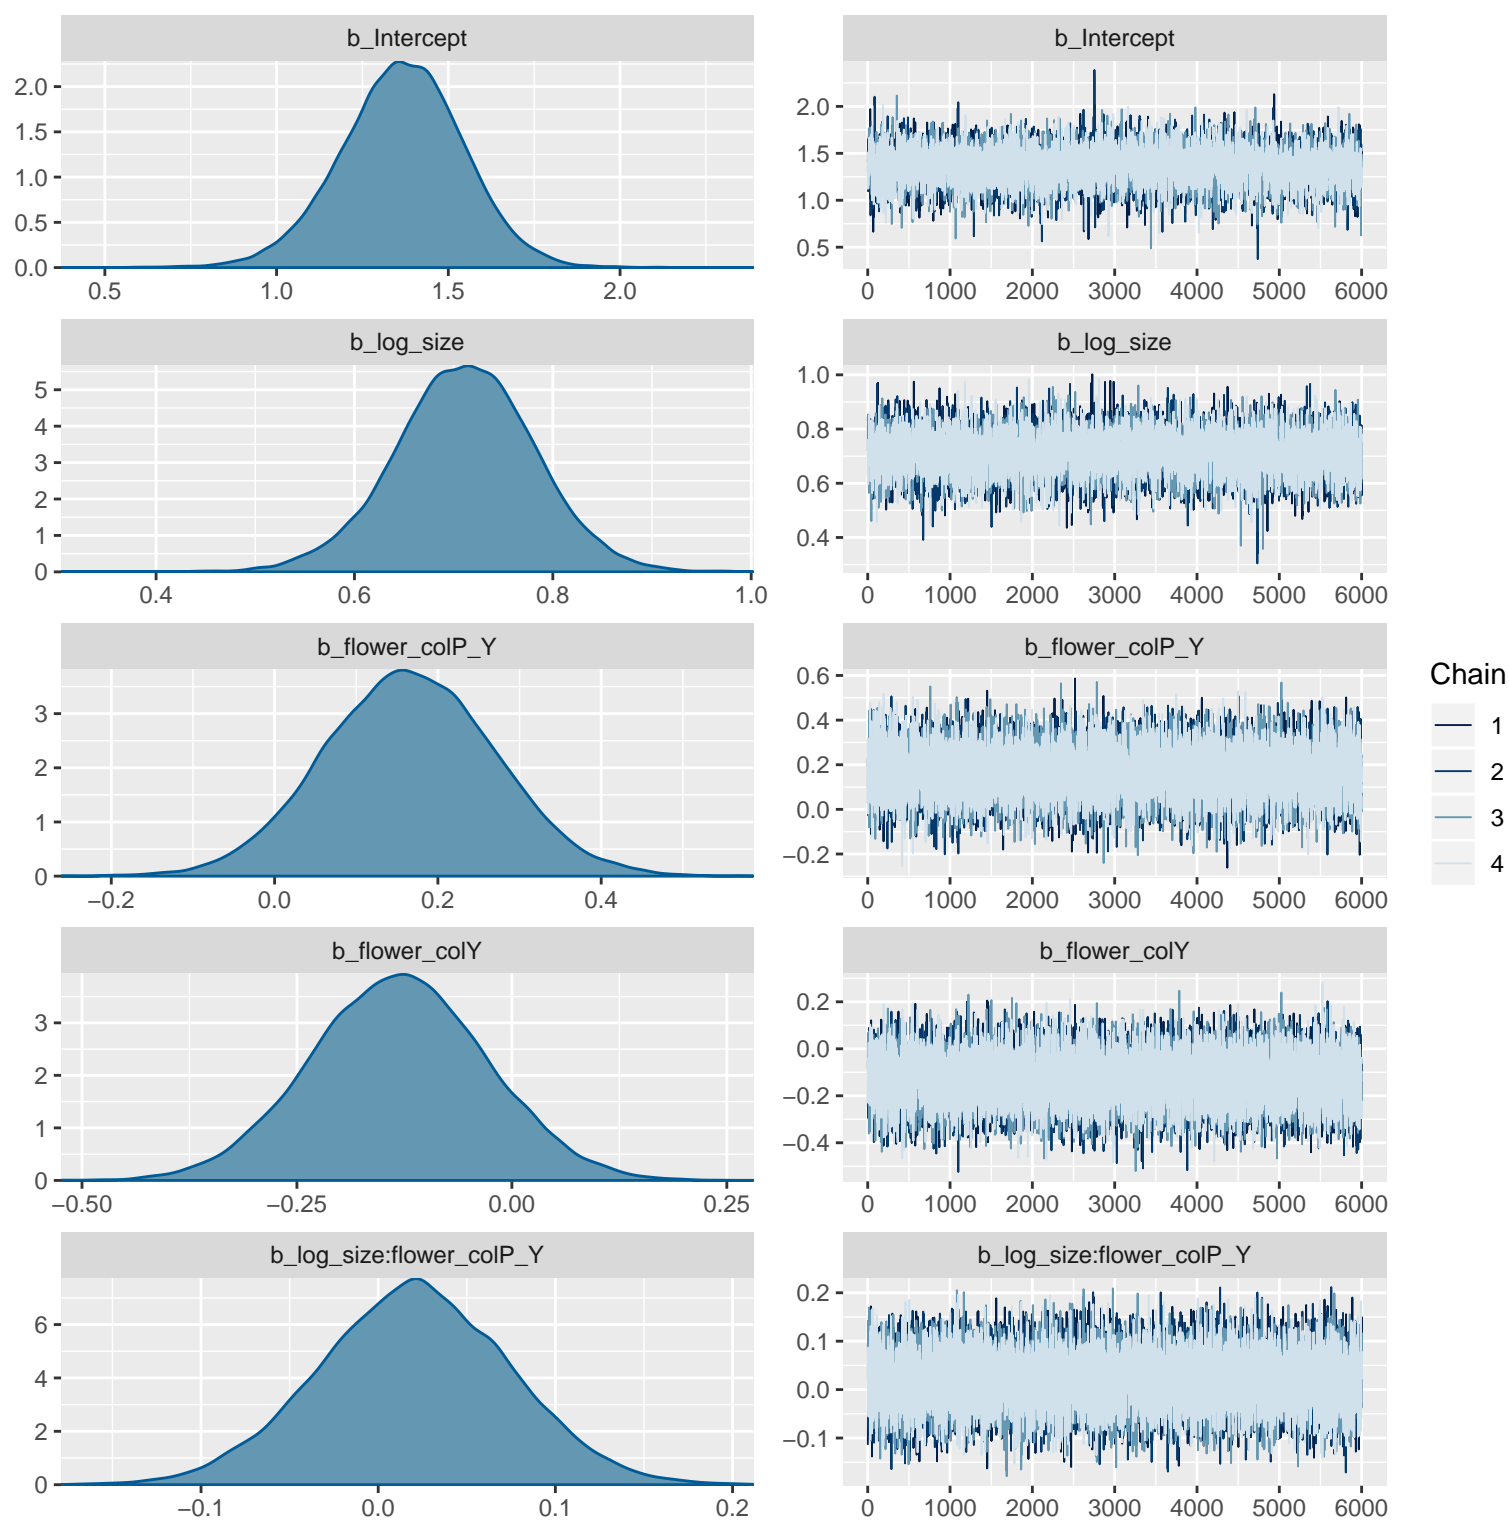 b_Intercept
b_Intercept
2.0
1.5
1.0
0.5
0.0
0.5 1.0 1.5 2.0
2.0
1.5
1.0
0.5
0 1000 2000 3000 4000 5000 6000
b_log_size
b_log_size
5
4
3
2
1
0
0.4 0.6 0.8 1.0
1.0
0.8
0.6
0.4
0 1000 2000 3000 4000 5000 6000
b_flower_colP_Y
b_flower_colP_Y
3
2
1
0
−0.2 0.0 0.2 0.4
0.6
0.4
0.2
0.0
−0.2
0 1000 2000 3000 4000 5000 6000
Chain
1
2
3
4
b_flower_colY
b_flower_colY
3
2
1
0
−0.50 −0.25 0.00 0.25
0.2
0.0
−0.2
−0.4
0 1000 2000 3000 4000 5000 6000
b_log_size:flower_colP_Y
b_log_size:flower_colP_Y
6
4
2
0
−0.1 0.0 0.1 0.2
0.2
0.1
0.0
−0.1
0 1000 2000 3000 4000 5000 6000